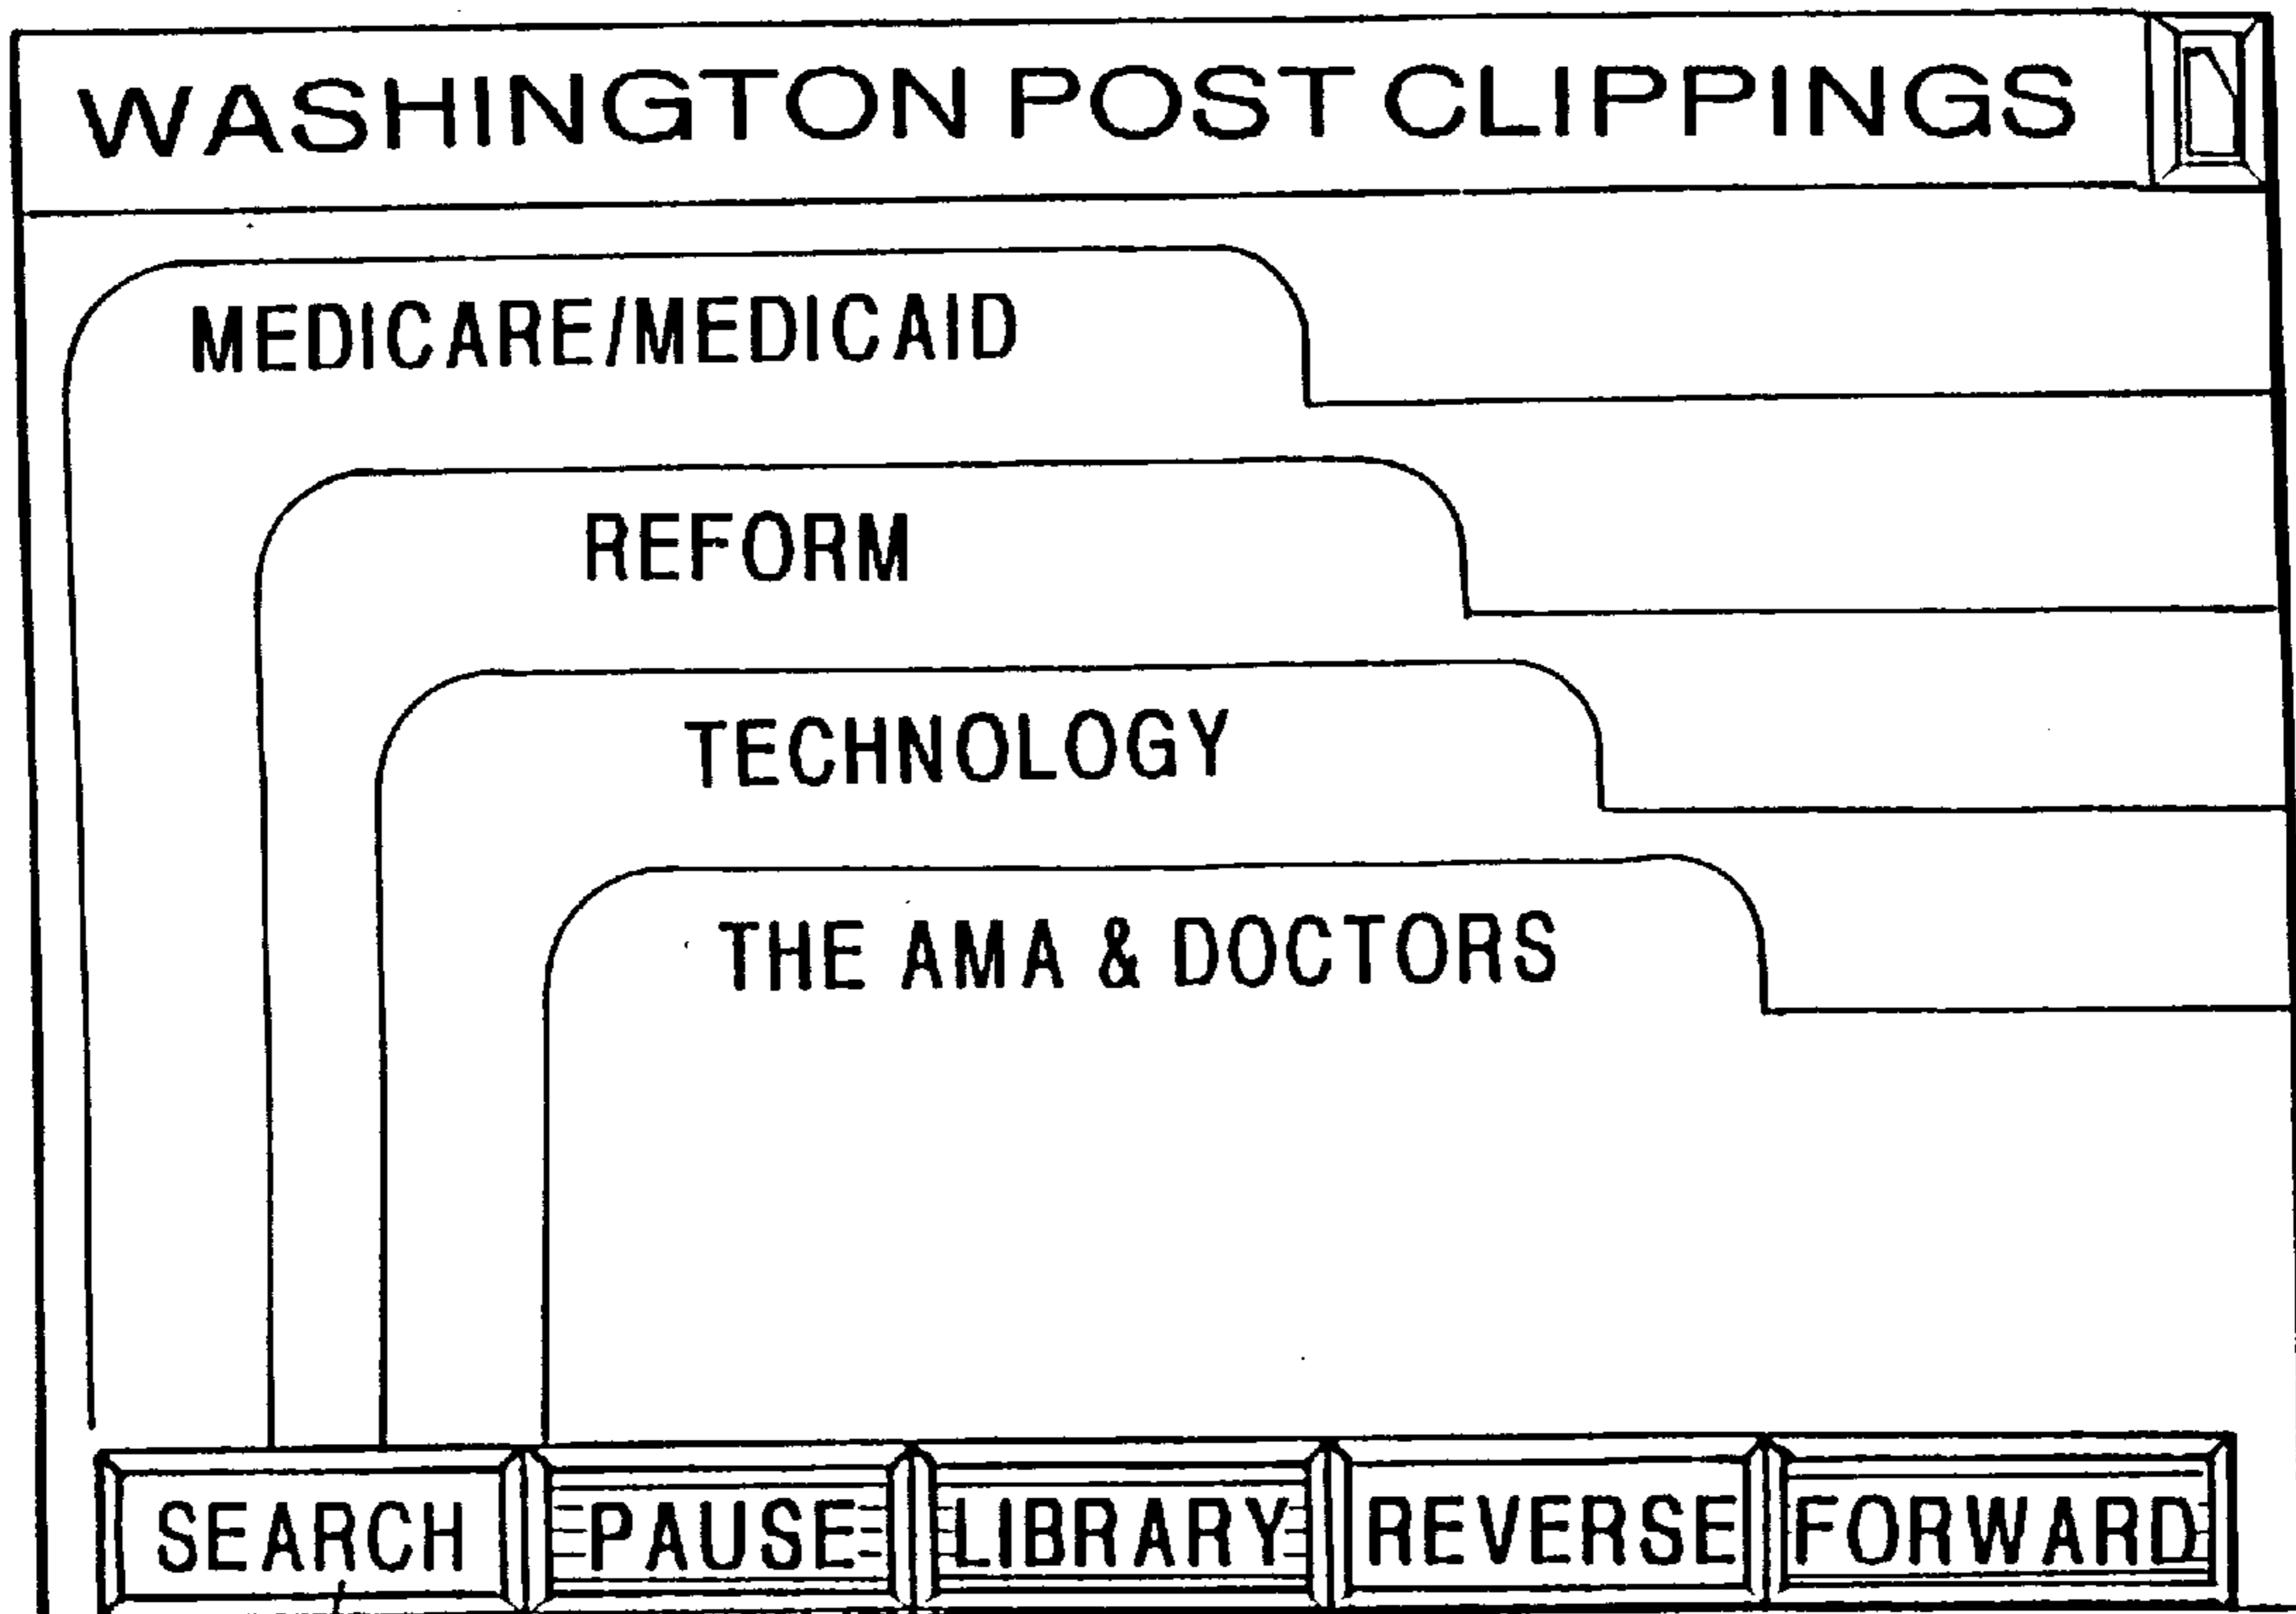 WASHINGTON POST CLIPPINGS
MEDICARE/MEDICAID
REFORM
TECHNOLOGY
THE AMA & DOCTORS
SEARCH PAUSE LIBRARY REVERSE FORWARD